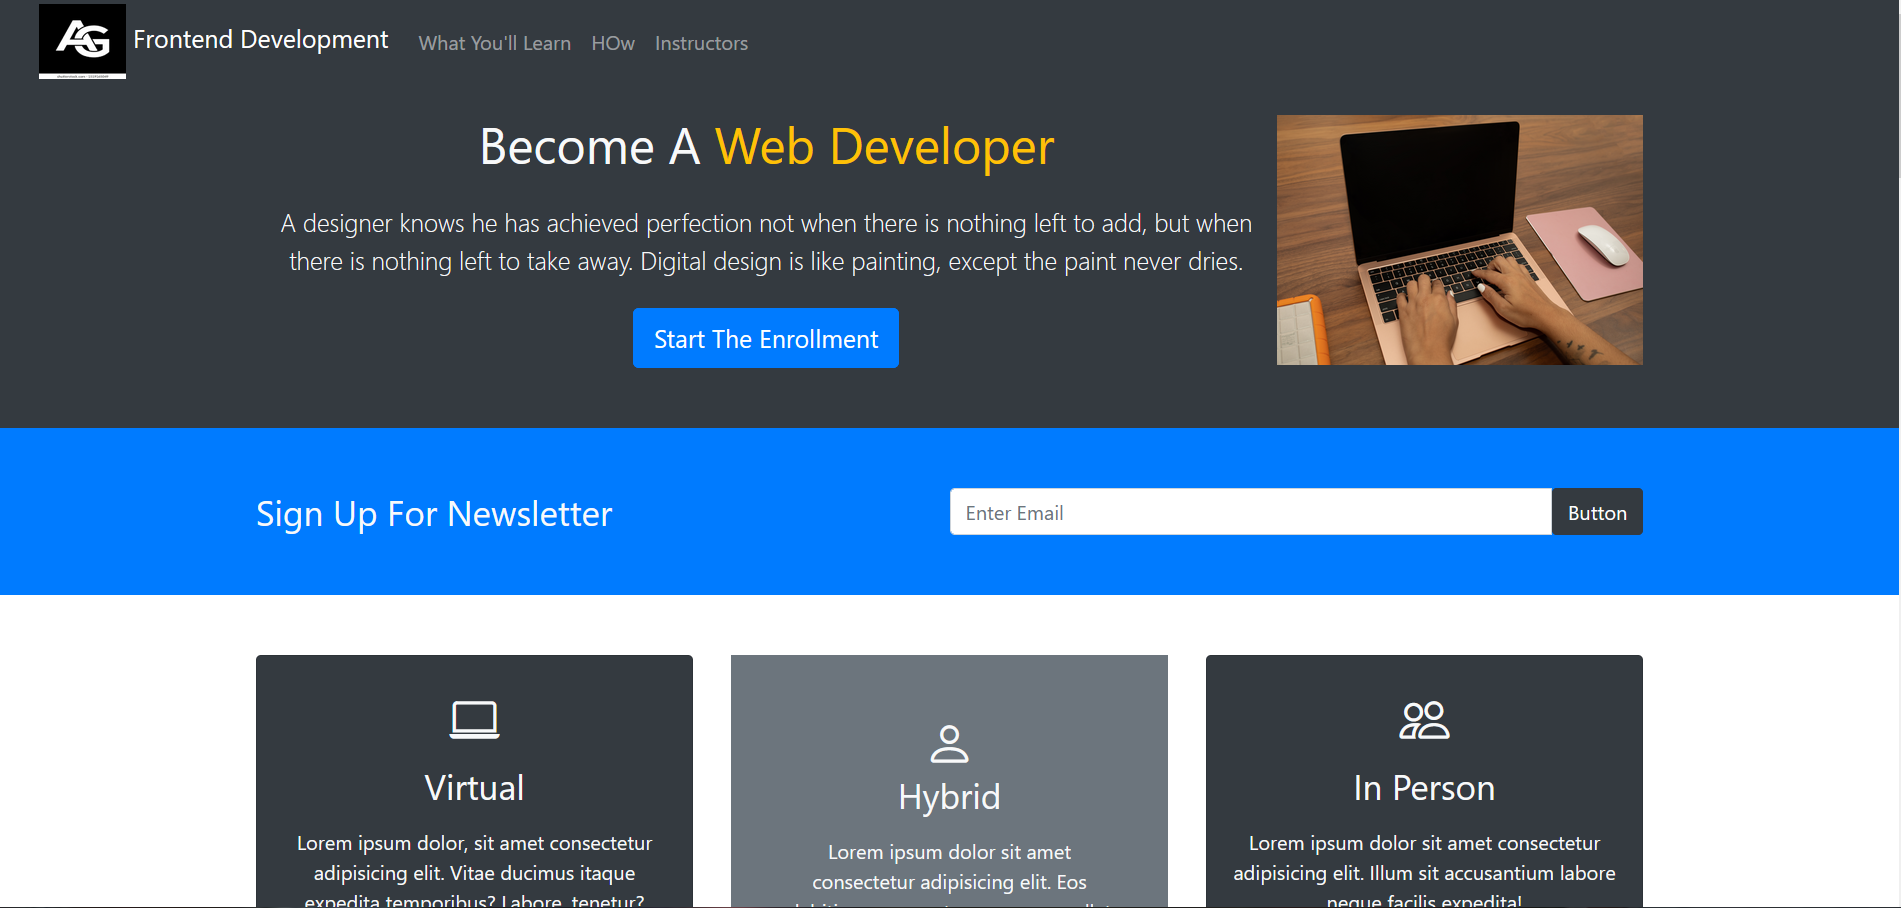 AG
Frontend Development
What You'll Learn
HOw
Instructors
Become A Web Developer
A designer knows he has achieved perfection not when there is nothing left to add, but when
there is nothing left to take away. Digital design is like painting, except the paint never dries.
Start The Enrollment
Sign Up For Newsletter
Enter Email
Button
Virtual
Lorem ipsum dolor, sit amet consectetur
adipisicing elit. Vitae ducimus itaque
expedita temporibus? Labore, tenetur?
Hybrid
Lorem ipsum dolor sit amet
consectetur adipisicing elit. Eos
In Person
Lorem ipsum dolor sit amet consectetur
adipisicing elit. Illum sit accusantium labore
neque facilis expedita!